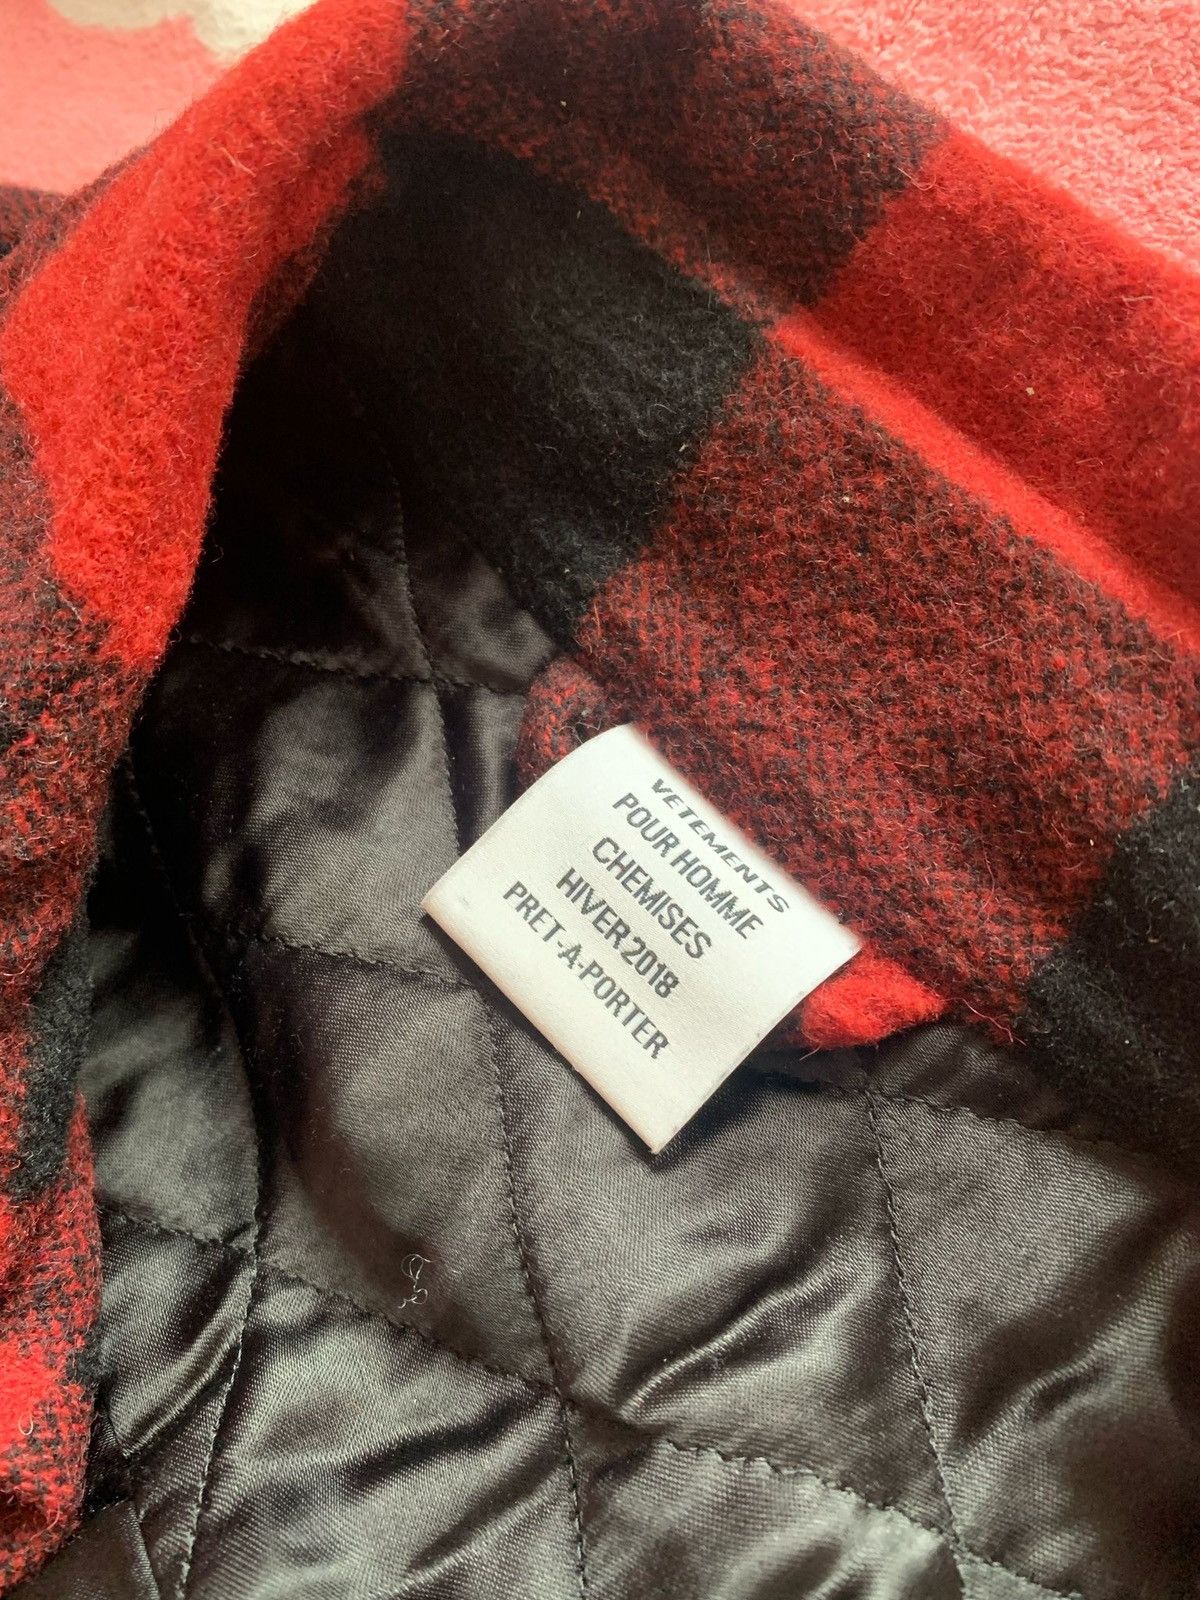 VETEMENTS
POUR HOMME
CHEMISES
HIVER 2018
PRET-A-PORTER